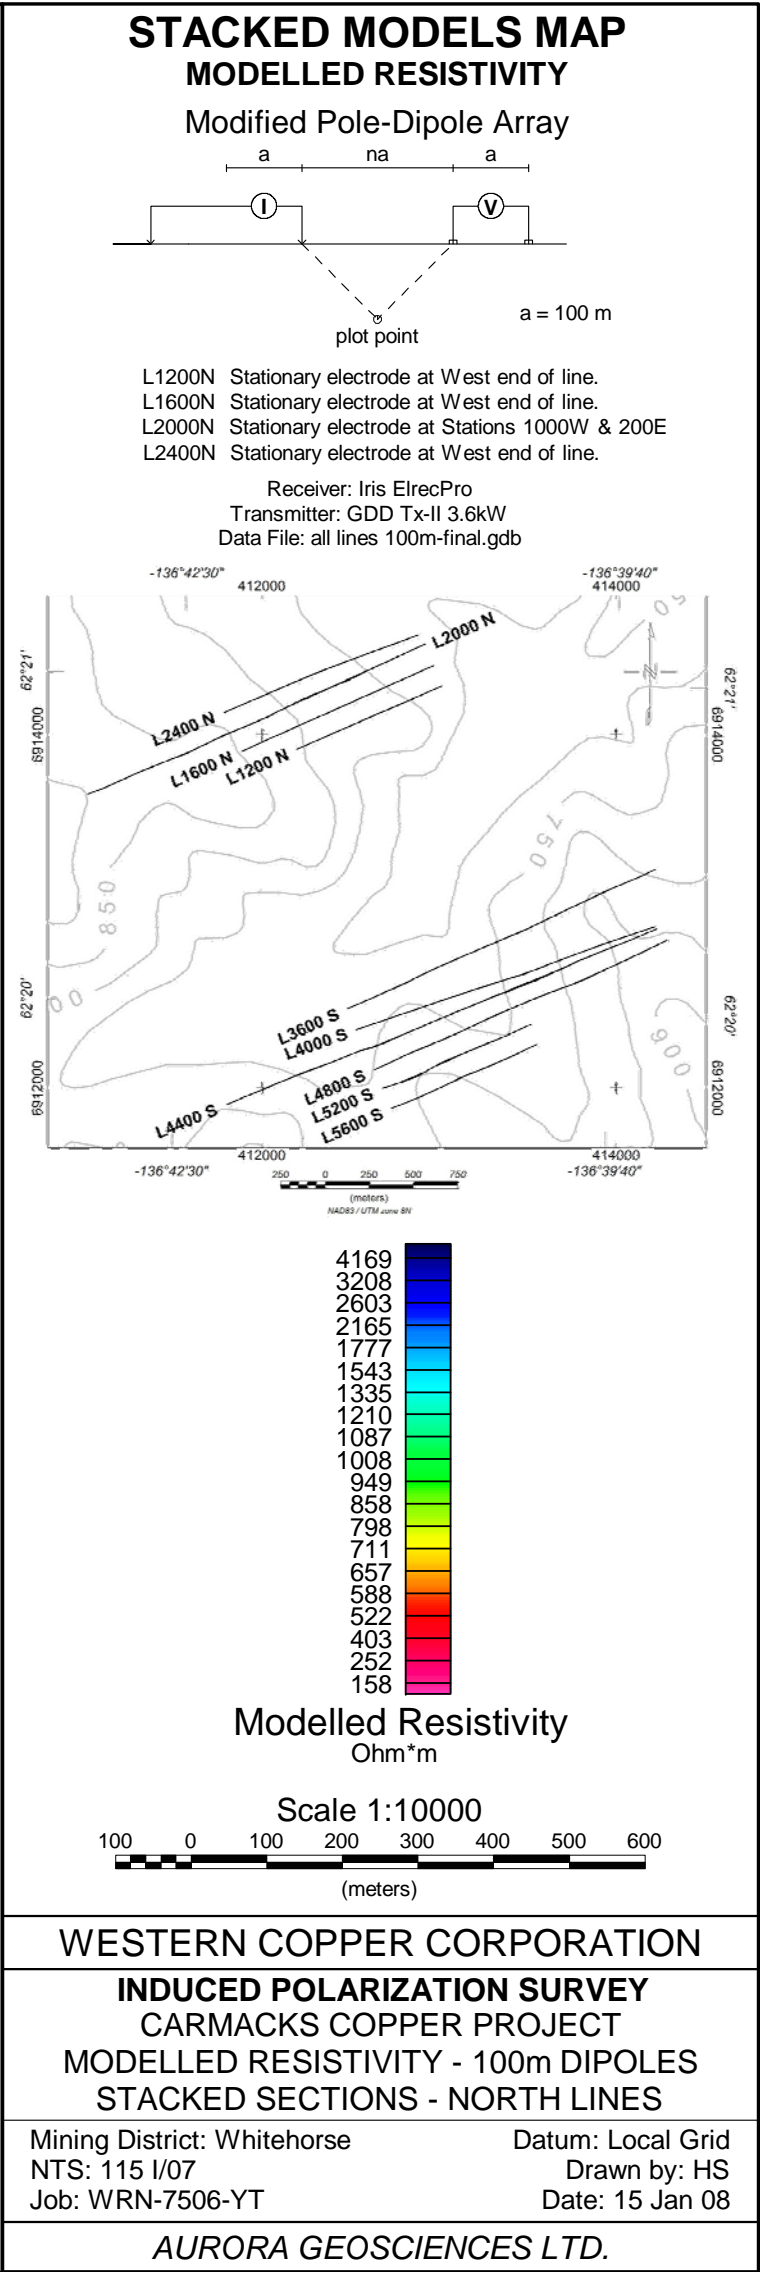 STACKED MODELS MAP
MODELLED RESISTIVITY
Modified Pole-Dipole Array
a na a
I V
a = 100 m
plot point
L1200N Stationary electrode at West end of line.
L1600N Stationary electrode at West end of line.
L2000N Stationary electrode at Stations 1000W & 200E
L2400N Stationary electrode at West end of line.
Receiver: Iris ElrecPro
Transmitter: GDD Tx-II 3.6kW
Data File: all lines 100m-final.gdb
-136°42'30" -136°39'40"
412000 414000
50
L2000 N
62°21' 62°21'
N
L2400 N
6914000 6914000
L1600 N
L1200 N
750
850
00
62°20' 62°20'
L3600 S
L4000 S
900
L4800 S
L5200 S
6912000 6912000
L4400 S
L5600 S
412000 414000
-136°42'30" -136°39'40"
250 0 250 500 750
(meters)
NAD83 / UTM zone 8N
4169
3208
2603
2165
1777
1543
1335
1210
1087
1008
949
858
798
711
657
588
522
403
252
158
Modelled Resistivity
Ohm*m
Scale 1:10000
100 0 100 200 300 400 500 600
(meters)
WESTERN COPPER CORPORATION
INDUCED POLARIZATION SURVEY
CARMACKS COPPER PROJECT
MODELLED RESISTIVITY - 100m DIPOLES
STACKED SECTIONS - NORTH LINES
Mining District: Whitehorse Datum: Local Grid
NTS: 115 I/07 Drawn by: HS
Job: WRN-7506-YT Date: 15 Jan 08
AURORA GEOSCIENCES LTD.